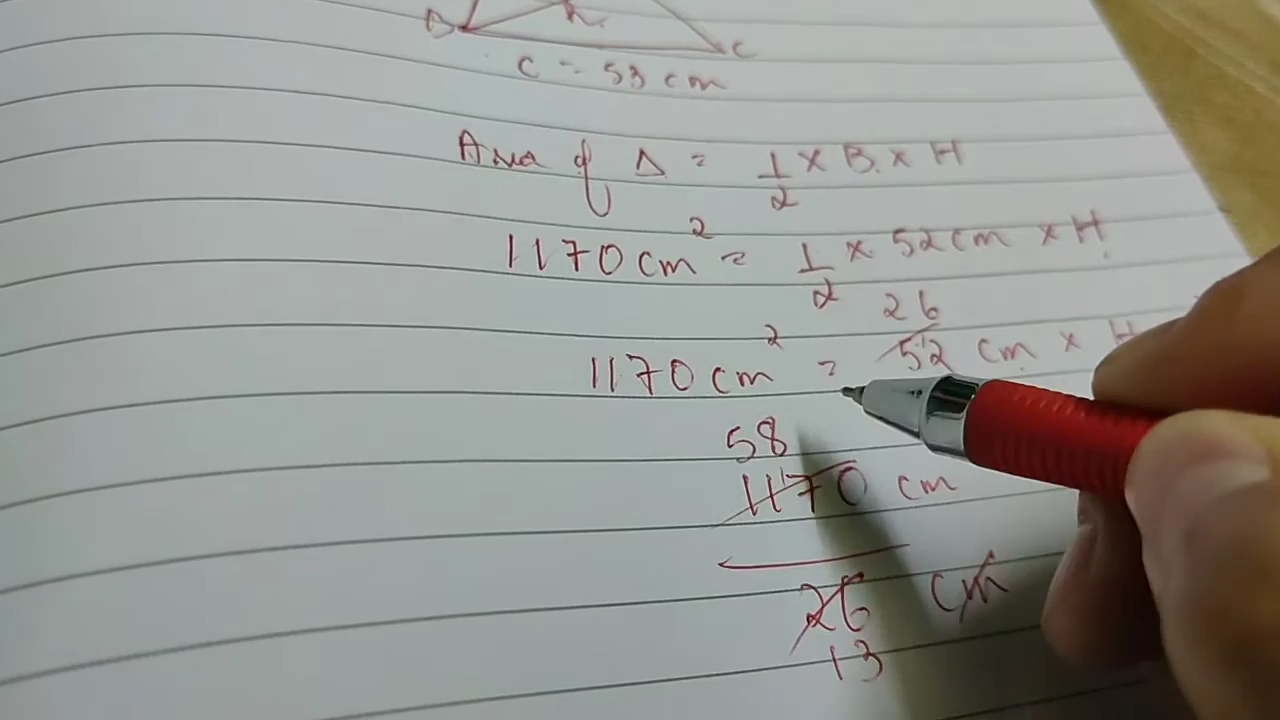 B h C
c = 53 cm
Area of Δ = 1/2 × B × H
1170 cm² = 1/2 × 52 cm × H
26
1170 cm² = 52 cm × H
58
1170 cm
26 cm
13